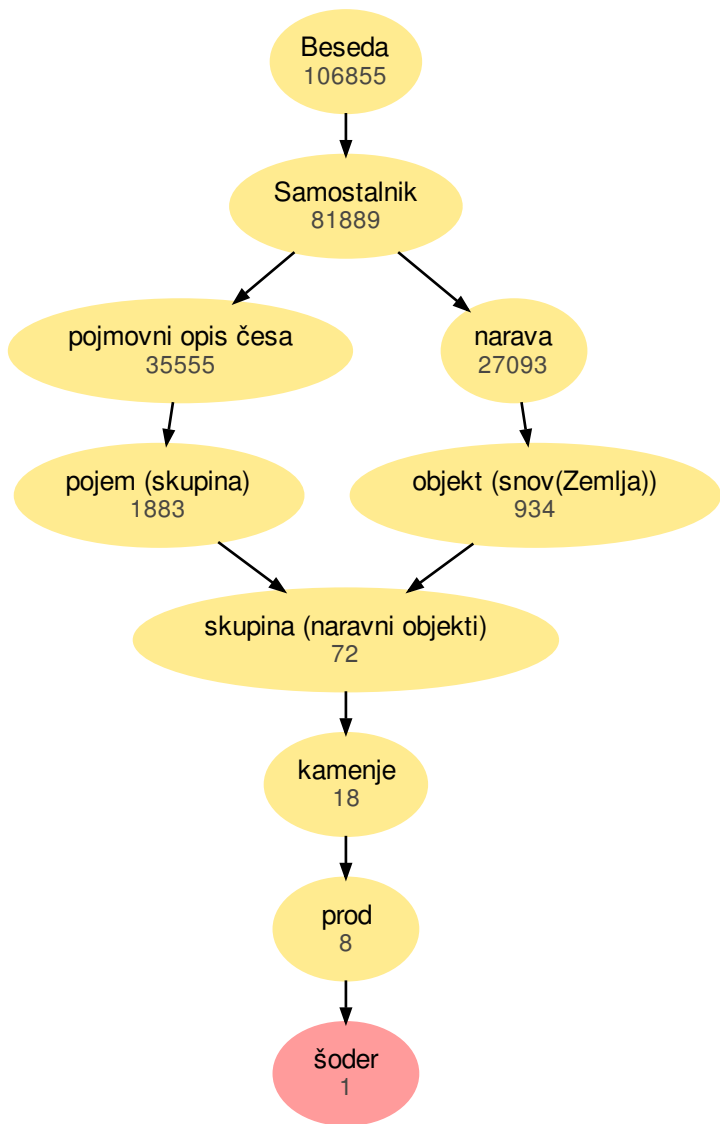 Beseda
106855
Samostalnik
81889
pojmovni opis česa
35555
narava
27093
pojem (skupina)
1883
objekt (snov(Zemlja))
934
skupina (naravni objekti)
72
kamenje
18
prod
8
šoder
1